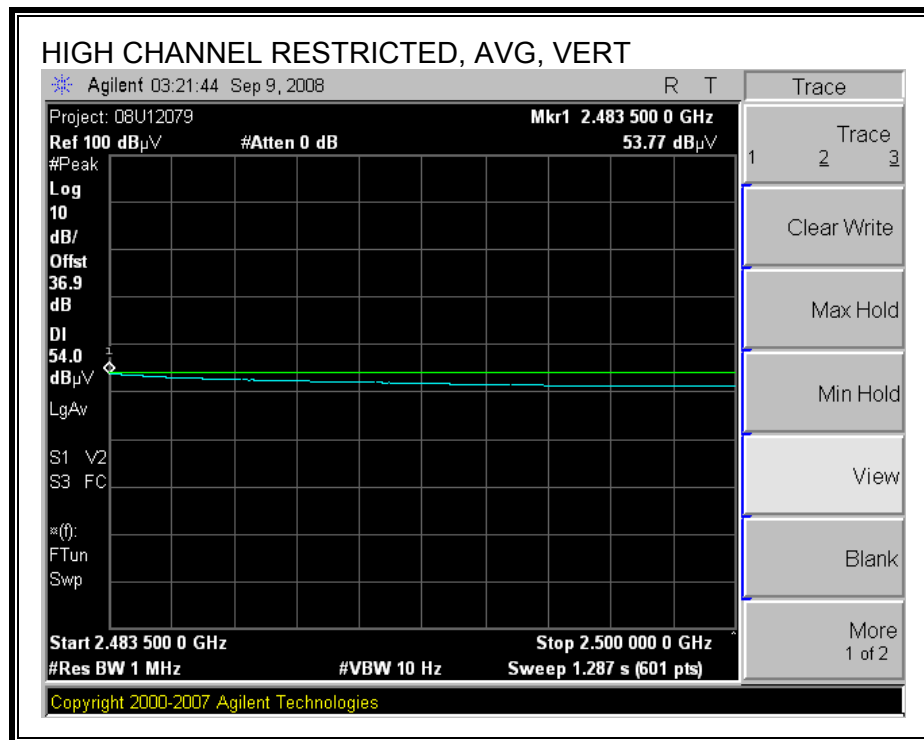 HIGH CHANNEL RESTRICTED, AVG, VERT
Agilent 03:21:44 Sep 9, 2008 R T
Project: 08U12079 Mkr1 2.483 500 0 GHz
Ref 100 dBµV #Atten 0 dB 53.77 dBµV
#Peak
Log
10
dB/
Offst
36.9
dB
DI
54.0
dBµV
LgAv
S1 V2
S3 FC
¤(f):
FTun
Swp
1
Start 2.483 500 0 GHz Stop 2.500 000 0 GHz
#Res BW 1 MHz #VBW 10 Hz Sweep 1.287 s (601 pts)
Copyright 2000-2007 Agilent Technologies
Trace
Trace
1 2 3
Clear Write
Max Hold
Min Hold
View
Blank
More
1 of 2